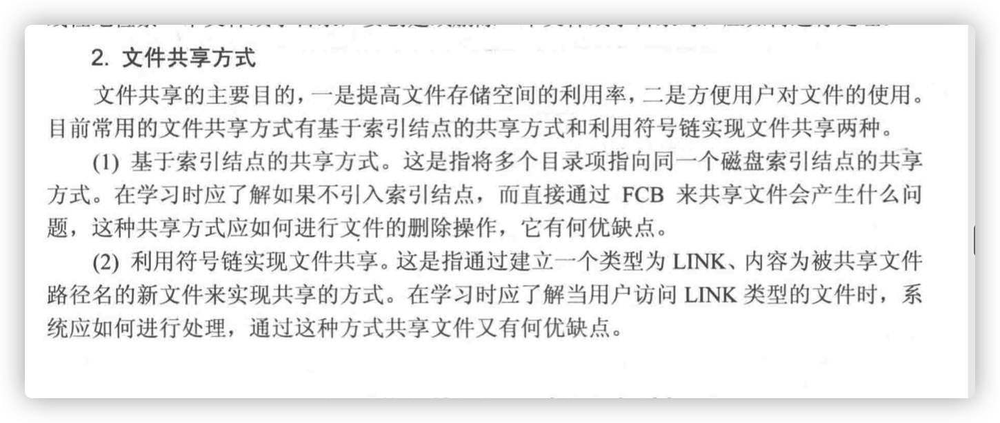 2. 文件共享方式
文件共享的主要目的，一是提高文件存储空间的利用率，二是方便用户对文件的使用。
目前常用的文件共享方式有基于索引结点的共享方式和利用符号链实现文件共享两种。
(1) 基于索引结点的共享方式。这是指将多个目录项指向同一个磁盘索引结点的共享
方式。在学习时应了解如果不引入索引结点，而直接通过 FCB 来共享文件会产生什么问
题，这种共享方式应如何进行文件的删除操作，它有何优缺点。
(2) 利用符号链实现文件共享。这是指通过建立一个类型为 LINK、内容为被共享文件
路径名的新文件来实现共享的方式。在学习时应了解当用户访问 LINK 类型的文件时，系
统应如何进行处理，通过这种方式共享文件又有何优缺点。